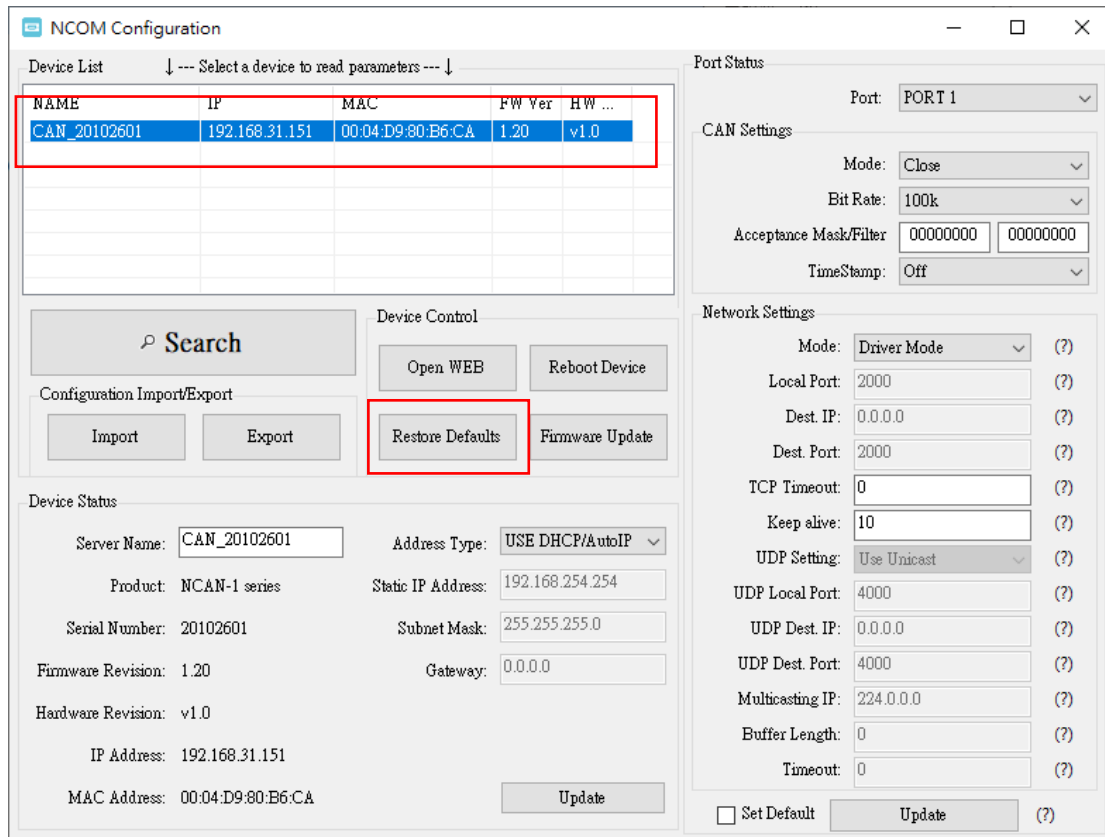 NCOM Configuration
Device List ↓ --- Select a device to read parameters --- ↓
NAME IP MAC FW Ver HW ...
CAN_20102601 192.168.31.151 00:04:D9:80:B6:CA 1.20 v1.0
Search
Device Control
Open WEB Reboot Device
Configuration Import/Export
Import Export
Restore Defaults Firmware Update
Device Status
Server Name: CAN_20102601
Product: NCAN-1 series
Serial Number: 20102601
Firmware Revision: 1.20
Hardware Revision: v1.0
IP Address: 192.168.31.151
MAC Address: 00:04:D9:80:B6:CA
Address Type: USE DHCP/AutoIP
Static IP Address: 192.168.254.254
Subnet Mask: 255.255.255.0
Gateway: 0.0.0.0
Update
Port Status
Port: PORT 1
CAN Settings
Mode: Close
Bit Rate: 100k
Acceptance Mask/Filter 00000000 00000000
TimeStamp: Off
Network Settings
Mode: Driver Mode (?)
Local Port: 2000 (?)
Dest. IP: 0.0.0.0 (?)
Dest. Port: 2000 (?)
TCP Timeout: 0 (?)
Keep alive: 10 (?)
UDP Setting: Use Unicast (?)
UDP Local Port: 4000 (?)
UDP Dest. IP: 0.0.0.0 (?)
UDP Dest. Port: 4000 (?)
Multicasting IP: 224.0.0.0 (?)
Buffer Length: 0 (?)
Timeout: 0 (?)
Set Default Update (?)